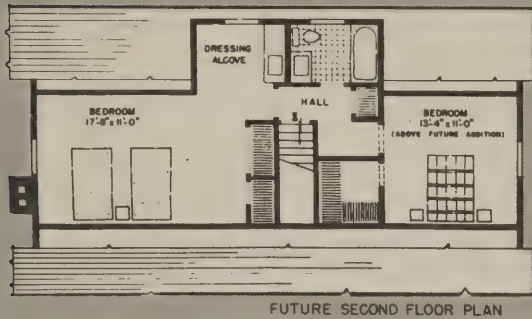 DRESSING
ALCOVE
HALL
BEDROOM
17'-8" x 11'-0"
BEDROOM
13'-4" x 11'-0"
(ABOVE FUTURE ADDITION)
FUTURE SECOND FLOOR PLAN